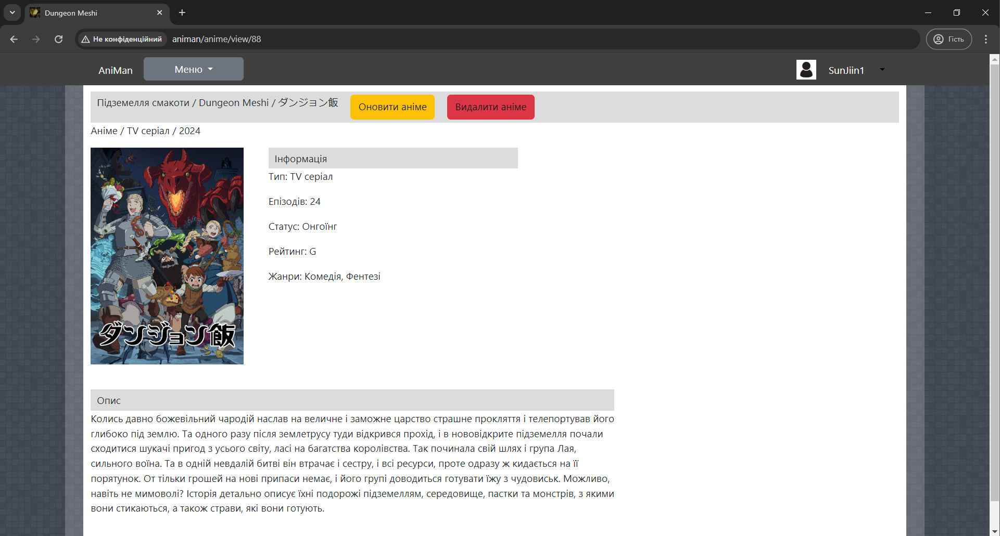 Dungeon Meshi
Не конфіденційний
animan/anime/view/88
Гість
AniMan
Меню
SunJiin1
Підземелля смакоти / Dungeon Meshi / ダンジョン飯
Оновити аніме
Видалити аніме
Аніме / TV серіал / 2024
ダンジョン飯
Інформація
Тип: TV серіал
Епізодів: 24
Статус: Онгоїнг
Рейтинг: G
Жанри: Комедія, Фентезі
Опис
Колись давно божевільний чародій наслав на величне і заможне царство страшне прокляття і телепортував його
глибоко під землю. Та одного разу після землетрусу туди відкрився прохід, і в нововідкрите підземелля почали
сходитися шукачі пригод з усього світу, ласі на багатства королівства. Так починала свій шлях і група Лая,
сильного воїна. Та в одній невдалій битві він втрачає і сестру, і всі ресурси, проте одразу ж кидається на її
порятунок. От тільки грошей на нові припаси немає, і його групі доводиться готувати їжу з чудовиськ. Можливо,
навіть не мимоволі? Історія детально описує їхні подорожі підземеллям, середовище, пастки та монстрів, з якими
вони стикаються, а також страви, які вони готують.